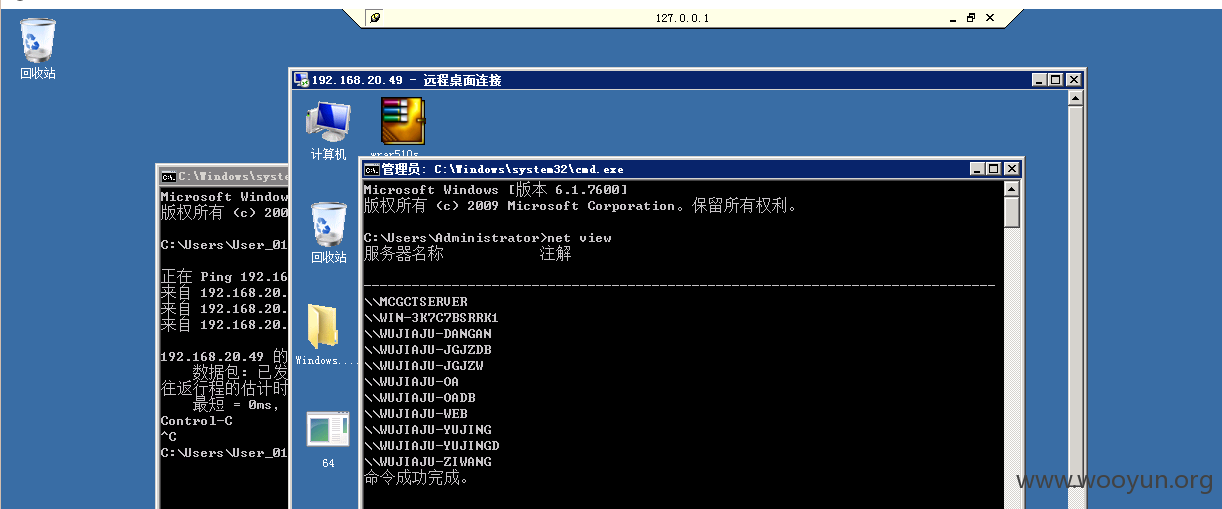 127.0.0.1
回收站
192.168.20.49 - 远程桌面连接
计算机
wrar510s
回收站
Windows....
64
C:\Windows\syste
Microsoft Window
版权所有 (c) 200
C:\Users\User_01
正在 Ping 192.16
来自 192.168.20.
来自 192.168.20.
来自 192.168.20.
192.168.20.49 的
数据包: 已发
往返行程的估计时
最短 = 0ms,
Control-C
^C
C:\Users\User_01
管理员: C:\Windows\system32\cmd.exe
Microsoft Windows [版本 6.1.7600]
版权所有 (c) 2009 Microsoft Corporation。保留所有权利。
C:\Users\Administrator>net view
服务器名称 注解
-------------------------------------------------------------------------------
\\MCGCTSERVER
\\WIN-3K7C7BSRRK1
\\WUJIAJU-DANGAN
\\WUJIAJU-JGJZDB
\\WUJIAJU-JGJZW
\\WUJIAJU-OA
\\WUJIAJU-OADB
\\WUJIAJU-WEB
\\WUJIAJU-YUJING
\\WUJIAJU-YUJINGD
\\WUJIAJU-ZIWANG
命令成功完成。
www.wooyun.org